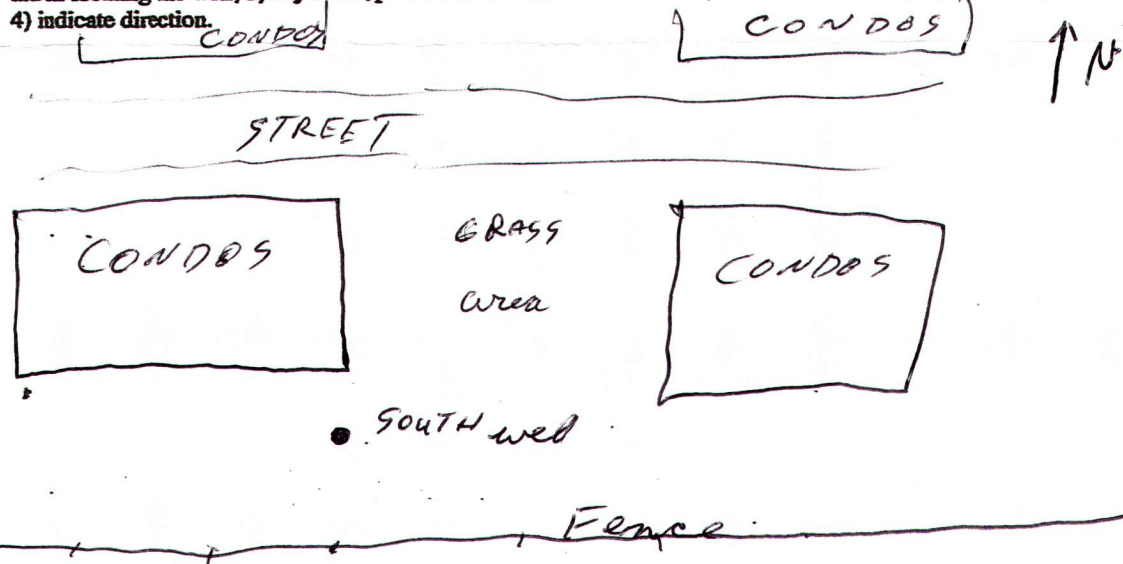 4) indicate direction.
CONDOS
CONDOS
N
STREET
CONDOS
GRASS
area
CONDOS
SOUTH well
Fence